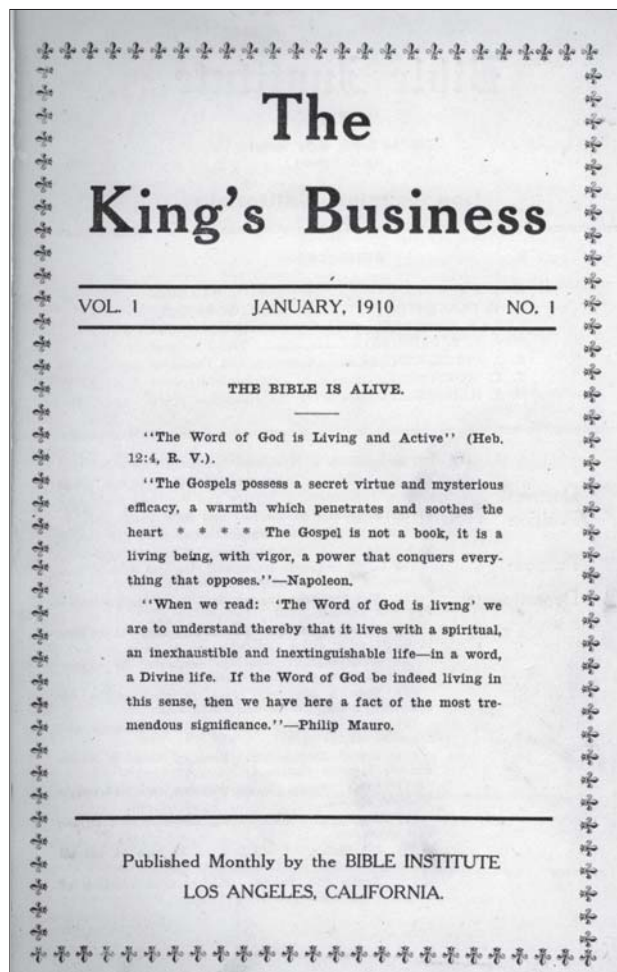 The
King's Business
VOL. 1 JANUARY, 1910 NO. 1
THE BIBLE IS ALIVE.
"The Word of God is Living and Active" (Heb.
12:4, R. V.).
"The Gospels possess a secret virtue and mysterious
efficacy, a warmth which penetrates and soothes the
heart * * * * The Gospel is not a book, it is a
living being, with vigor, a power that conquers every-
thing that opposes."—Napoleon.
"When we read: 'The Word of God is living' we
are to understand thereby that it lives with a spiritual,
an inexhaustible and inextinguishable life—in a word,
a Divine life. If the Word of God be indeed living in
this sense, then we have here a fact of the most tre-
mendous significance."—Philip Mauro.
Published Monthly by the BIBLE INSTITUTE
LOS ANGELES, CALIFORNIA.